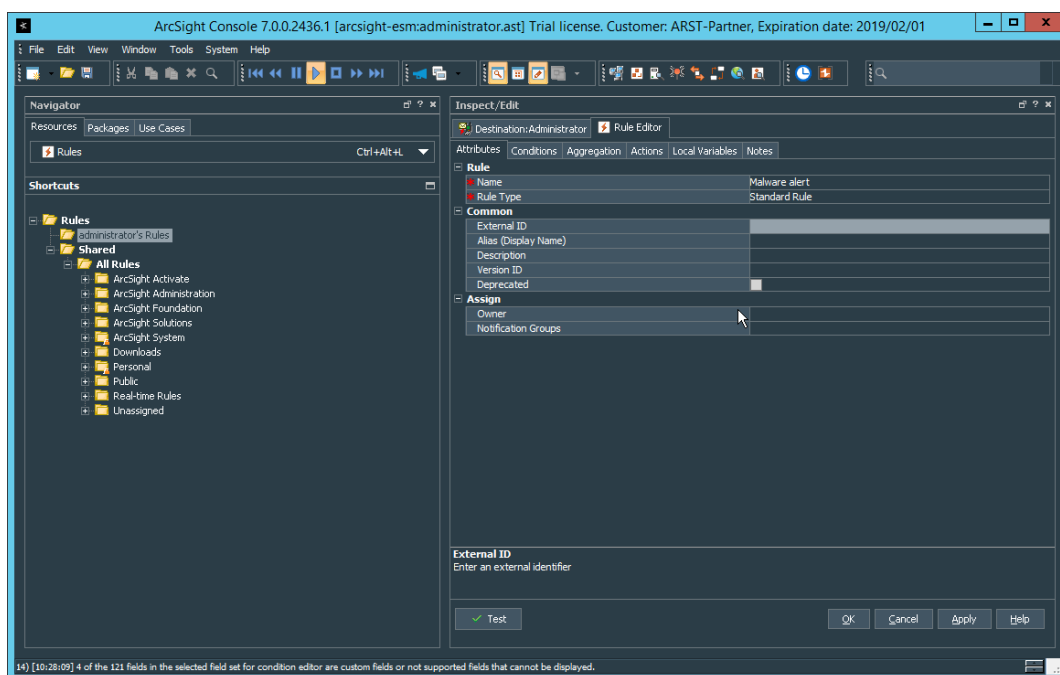 ArcSight Console 7.0.0.2436.1 [arcsight-esm:administrator.ast] Trial license. Customer: ARST-Partner, Expiration date: 2019/02/01
File Edit View Window Tools System Help
Navigator
Resources Packages Use Cases
Rules Ctrl+Alt+L
Shortcuts
Rules
administrator's Rules
Shared
All Rules
ArcSight Activate
ArcSight Administration
ArcSight Foundation
ArcSight Solutions
ArcSight System
Downloads
Personal
Public
Real-time Rules
Unassigned
Inspect/Edit
Destination:Administrator Rule Editor
Attributes Conditions Aggregation Actions Local Variables Notes
Rule
Name Malware alert
Rule Type Standard Rule
Common
External ID
Alias (Display Name)
Description
Version ID
Deprecated
Assign
Owner
Notification Groups
External ID
Enter an external identifier
Test OK Cancel Apply Help
14) [10:28:09] 4 of the 121 fields in the selected field set for condition editor are custom fields or not supported fields that cannot be displayed.